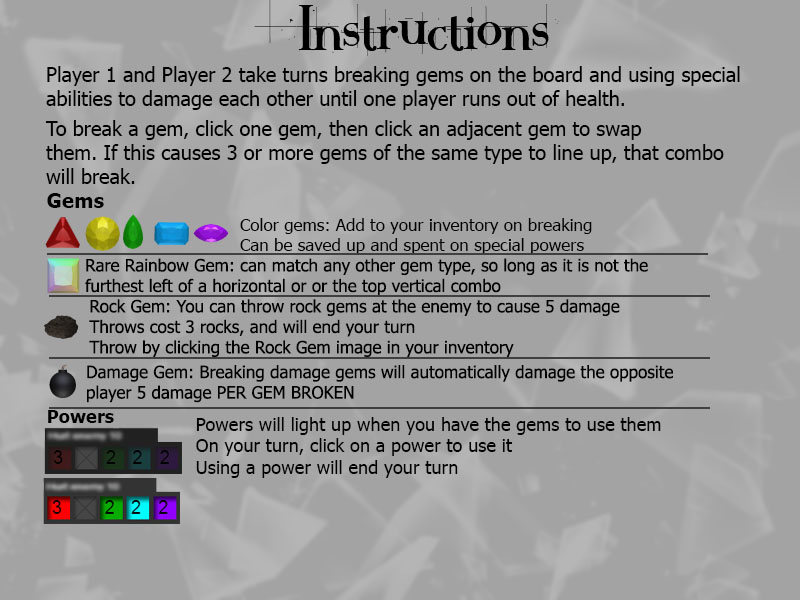 Instructions
Player 1 and Player 2 take turns breaking gems on the board and using special
abilities to damage each other until one player runs out of health.
To break a gem, click one gem, then click an adjacent gem to swap
them. If this causes 3 or more gems of the same type to line up, that combo
will break.
Gems
Color gems: Add to your inventory on breaking
Can be saved up and spent on special powers
Rare Rainbow Gem: can match any other gem type, so long as it is not the
furthest left of a horizontal or or the top vertical combo
Rock Gem: You can throw rock gems at the enemy to cause 5 damage
Throws cost 3 rocks, and will end your turn
Throw by clicking the Rock Gem image in your inventory
Damage Gem: Breaking damage gems will automatically damage the opposite
player 5 damage PER GEM BROKEN
Powers
Powers will light up when you have the gems to use them
On your turn, click on a power to use it
Using a power will end your turn
3 2 2 2
3 2 2 2